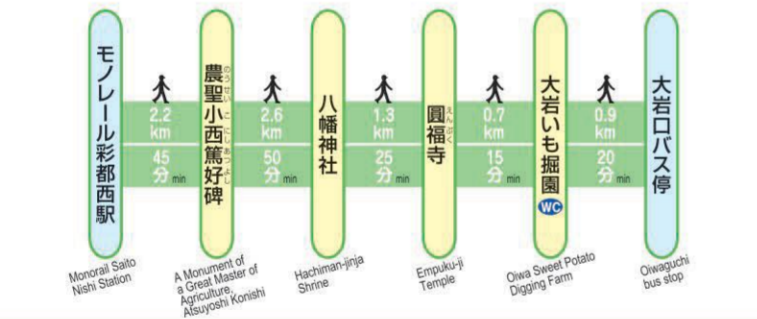 モノレール彩都西駅
2.2
km
45
分 min
農聖小西篤好碑
のうせい こにしあつよし
2.6
km
50
分 min
八幡神社
1.3
km
25
分 min
圓福寺
えんぷく
0.7
km
15
分 min
大岩いも掘園
WC
0.9
km
20
分 min
大岩口バス停
Monorail Saito
Nishi Station
A Monument of
a Great Master of
Agriculture,
Atsuyoshi Konishi
Hachiman-jinja
Shrine
Empuku-ji
Temple
Oiwa Sweet Potato
Digging Farm
Oiwaguchi
bus stop